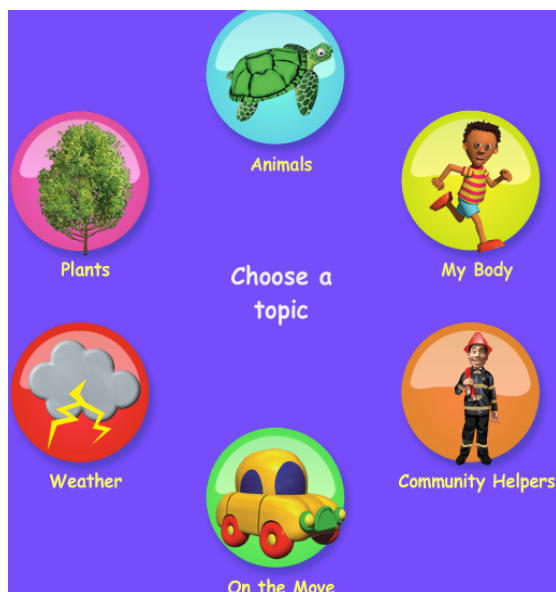 Animals
Plants
My Body
Choose a
topic
Weather
Community Helpers
On the Move